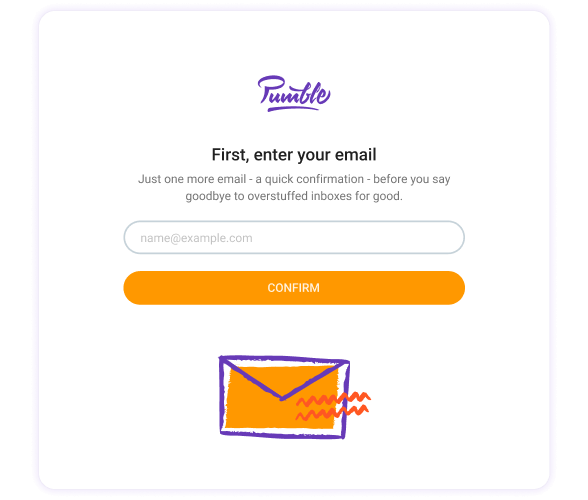 Pumble
First, enter your email
Just one more email - a quick confirmation - before you say
goodbye to overstuffed inboxes for good.
name@example.com
CONFIRM